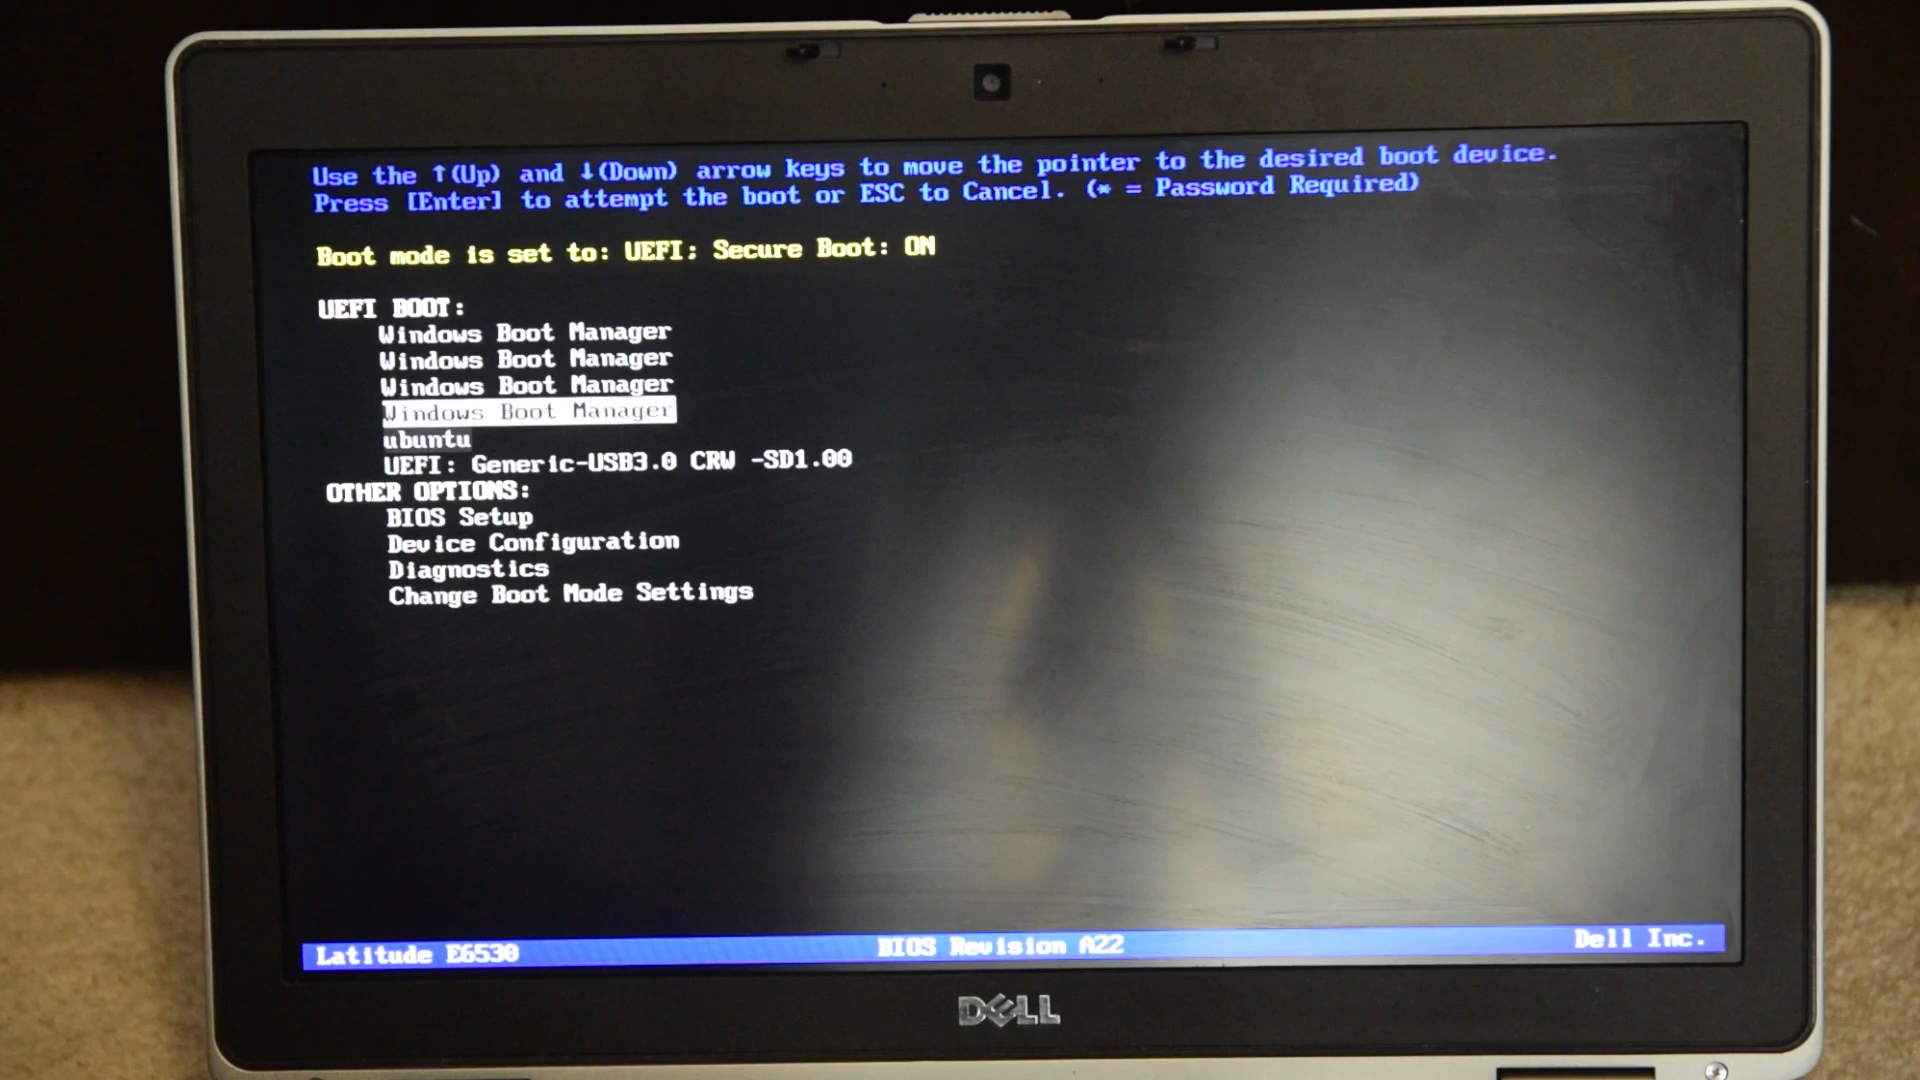 Use the ↑(Up) and ↓(Down) arrow keys to move the pointer to the desired boot device.
Press [Enter] to attempt the boot or ESC to Cancel. (* = Password Required)
Boot mode is set to: UEFI; Secure Boot: ON
UEFI BOOT:
Windows Boot Manager
Windows Boot Manager
Windows Boot Manager
Windows Boot Manager
ubuntu
UEFI: Generic-USB3.0 CRW -SD1.00
OTHER OPTIONS:
BIOS Setup
Device Configuration
Diagnostics
Change Boot Mode Settings
Latitude E6530 BIOS Revision A22 Dell Inc.
DELL